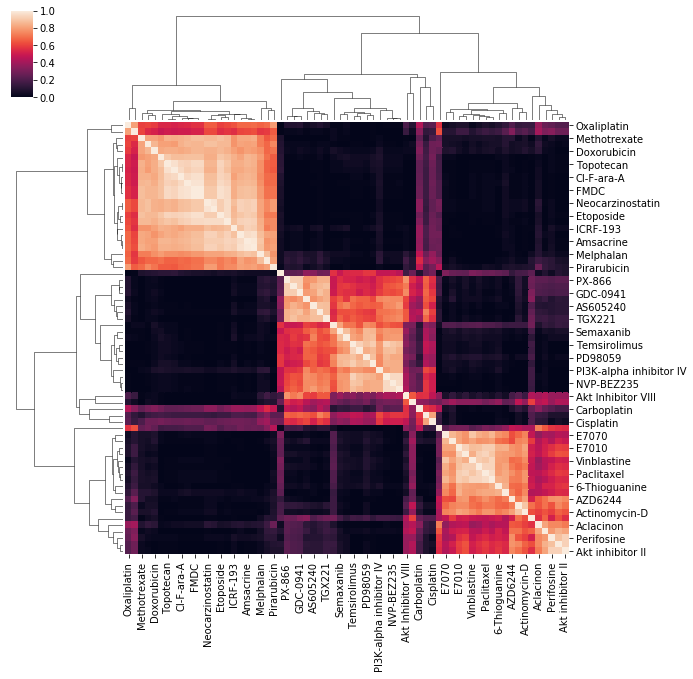 1.0
0.8
0.6
0.4
0.2
0.0
Oxaliplatin
Methotrexate
Doxorubicin
Topotecan
Cl-F-ara-A
FMDC
Neocarzinostatin
Etoposide
ICRF-193
Amsacrine
Melphalan
Pirarubicin
PX-866
GDC-0941
AS605240
TGX221
Semaxanib
Temsirolimus
PD98059
PI3K-alpha inhibitor IV
NVP-BEZ235
Akt Inhibitor VIII
Carboplatin
Cisplatin
E7070
E7010
Vinblastine
Paclitaxel
6-Thioguanine
AZD6244
Actinomycin-D
Aclacinon
Perifosine
Akt inhibitor II
Oxaliplatin
Methotrexate
Doxorubicin
Topotecan
Cl-F-ara-A
FMDC
Neocarzinostatin
Etoposide
ICRF-193
Amsacrine
Melphalan
Pirarubicin
PX-866
GDC-0941
AS605240
TGX221
Semaxanib
Temsirolimus
PD98059
PI3K-alpha inhibitor IV
NVP-BEZ235
Akt Inhibitor VIII
Carboplatin
Cisplatin
E7070
E7010
Vinblastine
Paclitaxel
6-Thioguanine
AZD6244
Actinomycin-D
Aclacinon
Perifosine
Akt inhibitor II